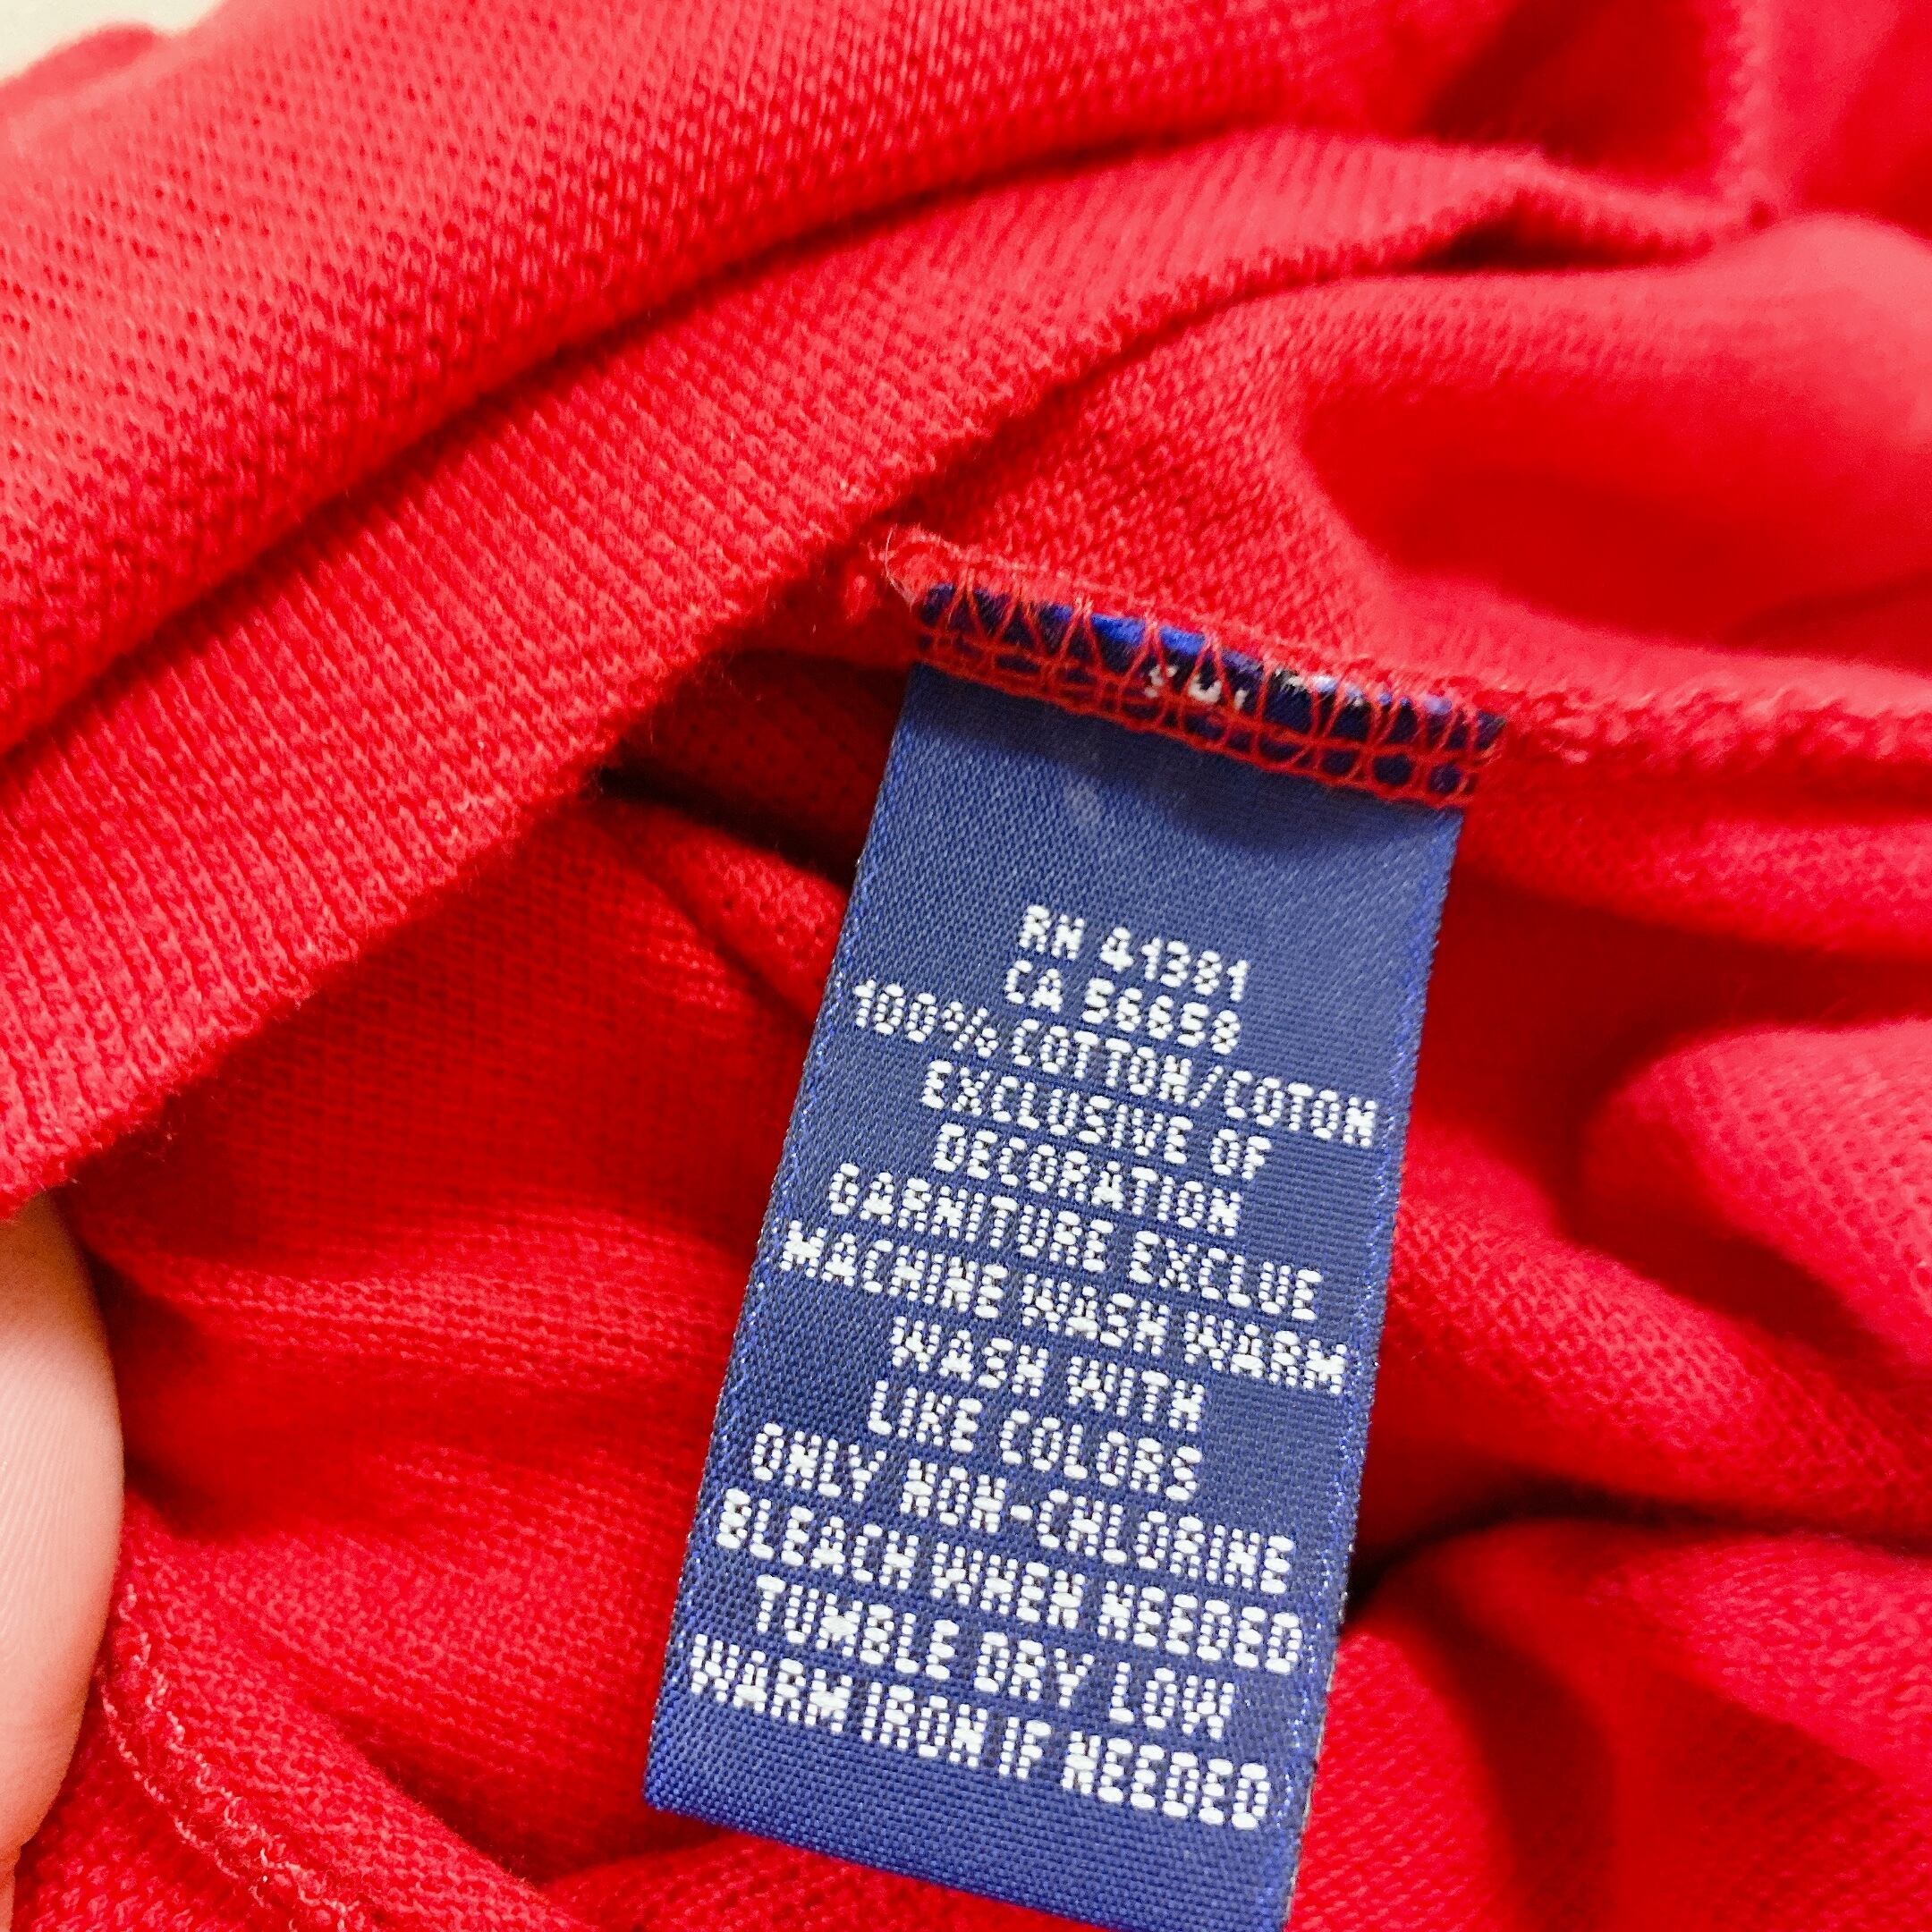 RN 41381
CA 56658
100% COTTON/COTON
EXCLUSIVE OF
DECORATION
GARNITURE EXCLUE
MACHINE WASH WARM
WASH WITH
LIKE COLORS
ONLY NON-CHLORINE
BLEACH WHEN NEEDED
TUMBLE DRY LOW
WARM IRON IF NEEDED